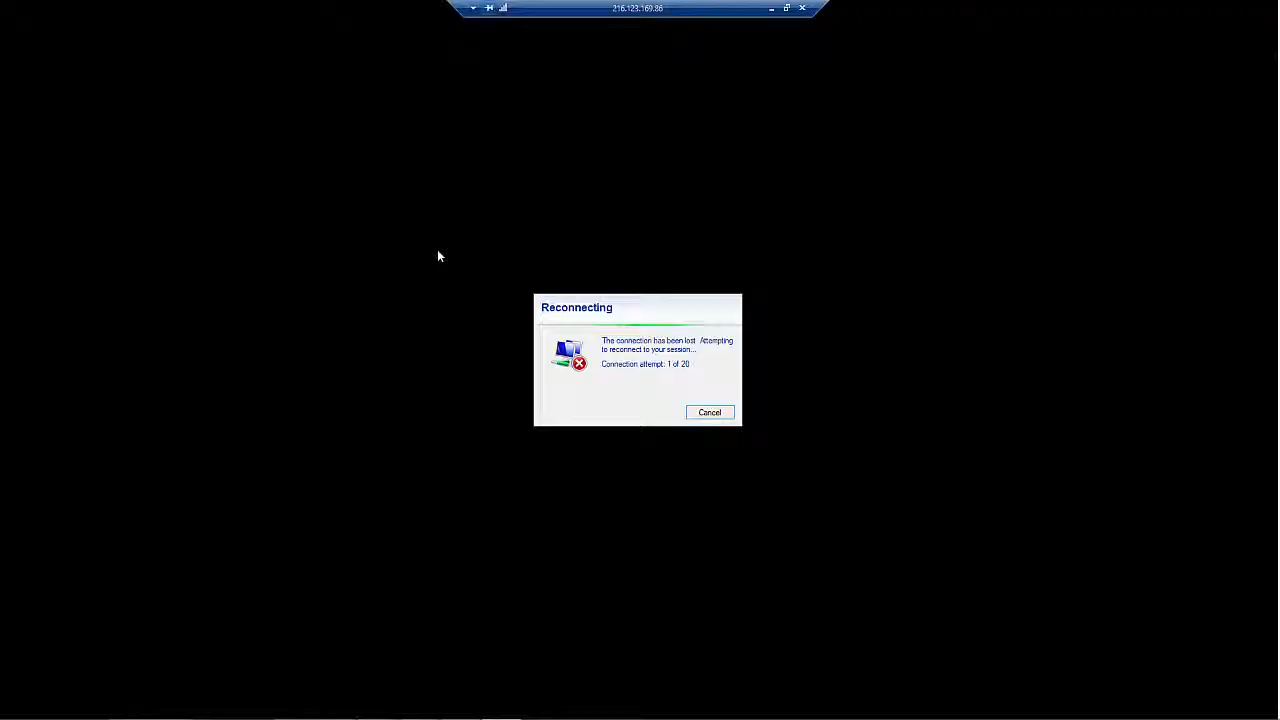 216.123.169.86
Reconnecting
The connection has been lost Attempting
to reconnect to your session...
Connection attempt: 1 of 20
Cancel